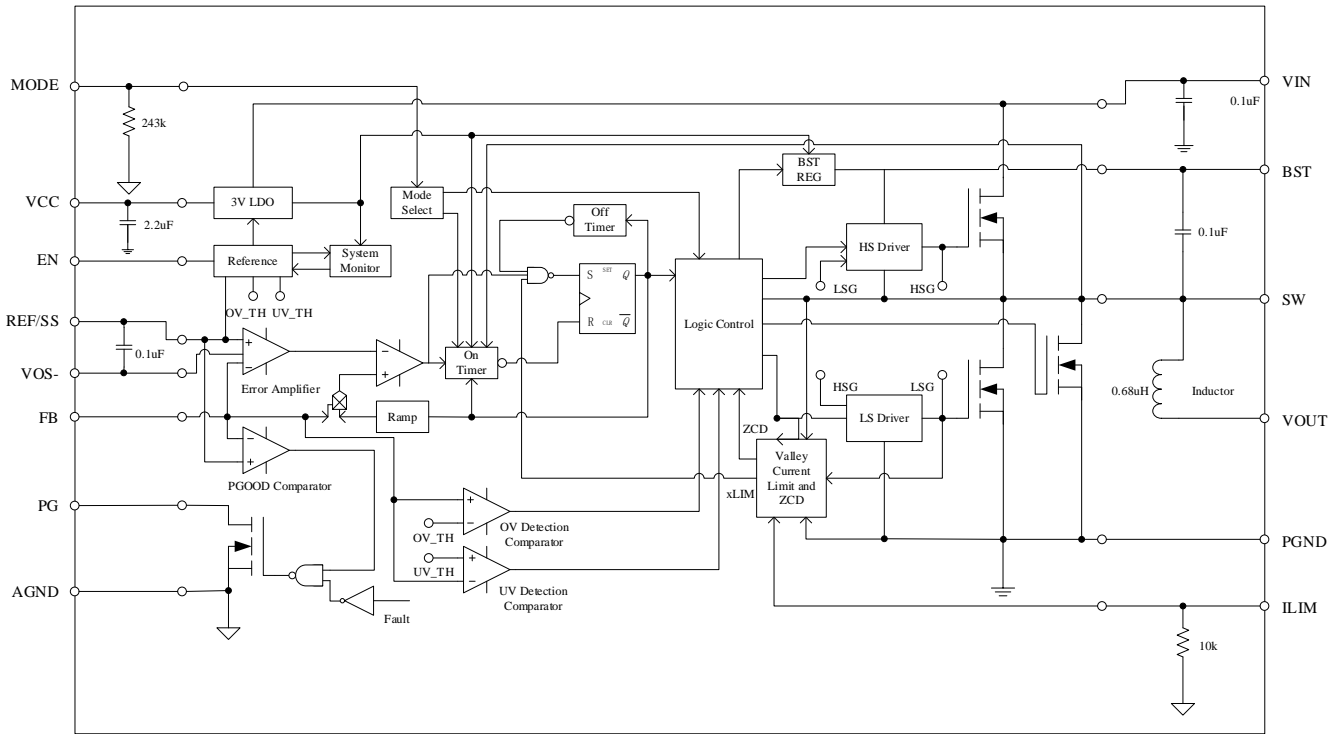 MODE
243k
VCC
2.2uF
EN
REF/SS
0.1uF
VOS-
FB
PG
AGND
3V LDO
Reference
System
Monitor
OV_TH
UV_TH
Error Amplifier
PGOOD Comparator
Fault
Mode
Select
Off
Timer
On
Timer
Ramp
S
SET
Q
R
CLR
Q
OV_TH
UV_TH
OV Detection
Comparator
UV Detection
Comparator
Logic Control
BST
REG
HS Driver
LSG
HSG
HSG
LSG
LS Driver
ZCD
Valley
Current
Limit and
ZCD
xLIM
VIN
0.1uF
BST
0.1uF
SW
0.68uH
Inductor
VOUT
PGND
ILIM
10k